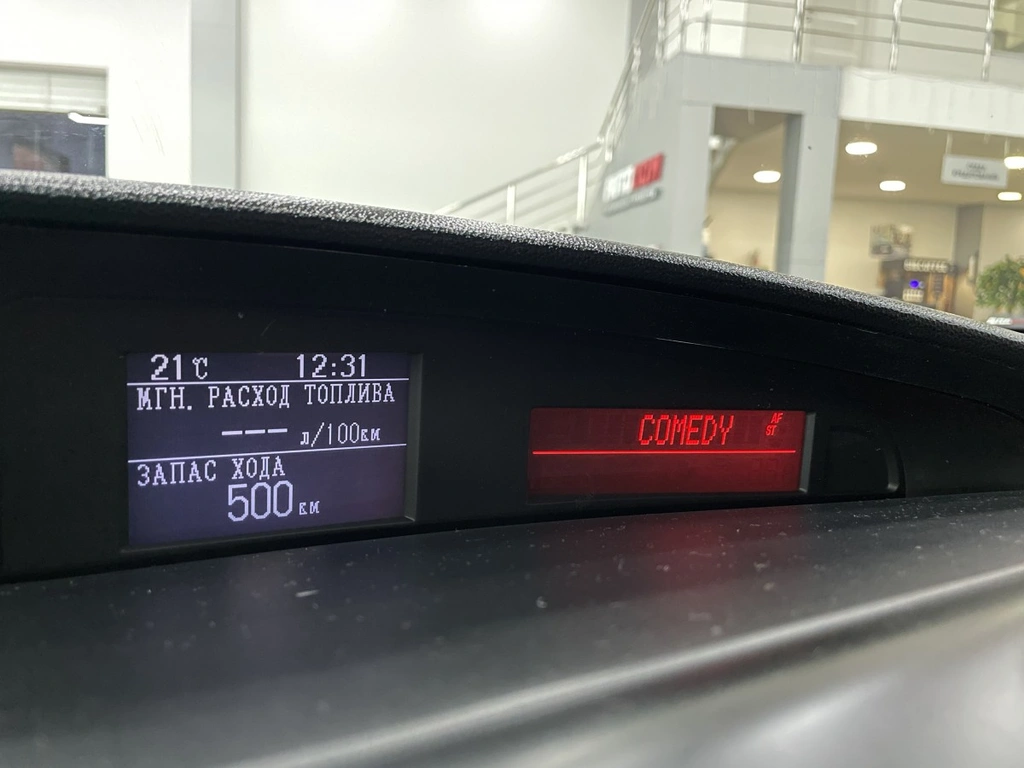 21 ℃ 12:31
МГН. РАСХОД ТОПЛИВА
--- л/100км
ЗАПАС ХОДА
500 км
COMEDY
AF
ST